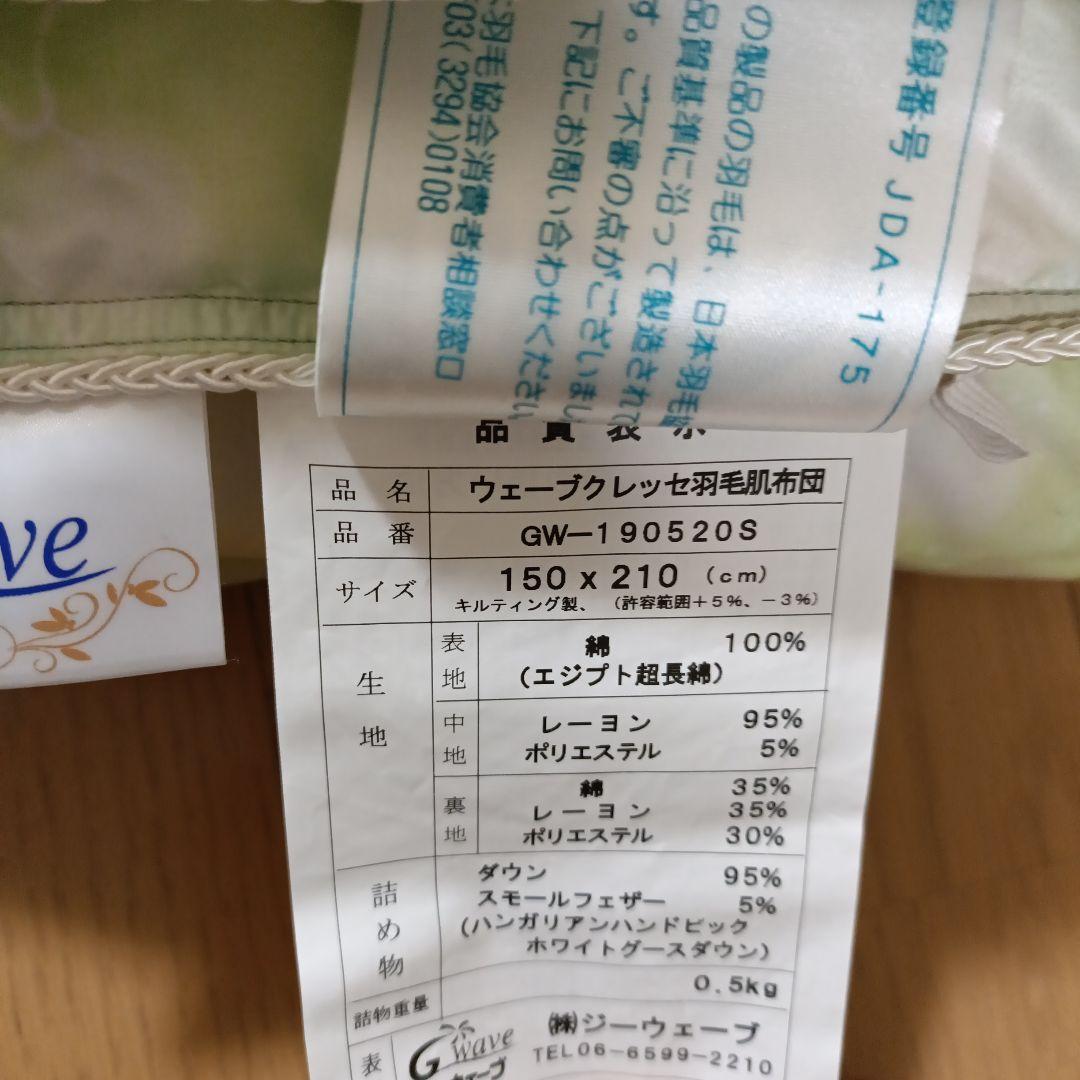 登録番号 JDA-175
の製品の羽毛は、日本羽毛
品質基準に沿って製造されて
す。ご不審の点がございまし
下記にお問い合わせください
羽毛協会消費者相談窓口
03(3294)0108
ve
品質表示
品名 ウェーブクレッセ羽毛肌布団
品番 GW-190520S
サイズ 150 x 210 (cm)
キルティング製、 (許容範囲+5%、-3%)
生地 表地 綿 100%
(エジプト超長綿)
中地 レーヨン 95%
ポリエステル 5%
裏地 綿 35%
レーヨン 35%
ポリエステル 30%
詰め物 ダウン 95%
スモールフェザー 5%
(ハンガリアンハンドピック
ホワイトグースダウン)
詰物重量 0.5kg
表 G wave ㈱ジーウェーブ
TEL06-6599-2210